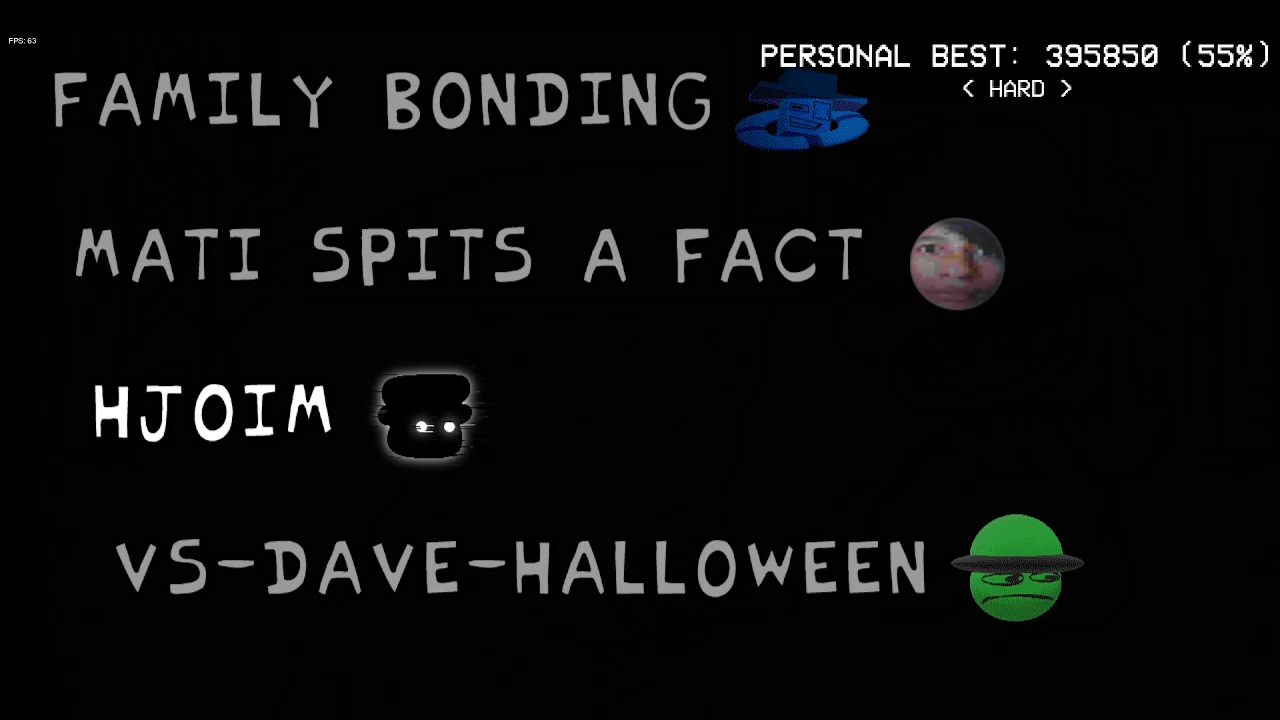 FPS: 63
PERSONAL BEST: 395850 (55%)
< HARD >
FAMILY BONDING
MATI SPITS A FACT
HJOIM
VS-DAVE-HALLOWEEN